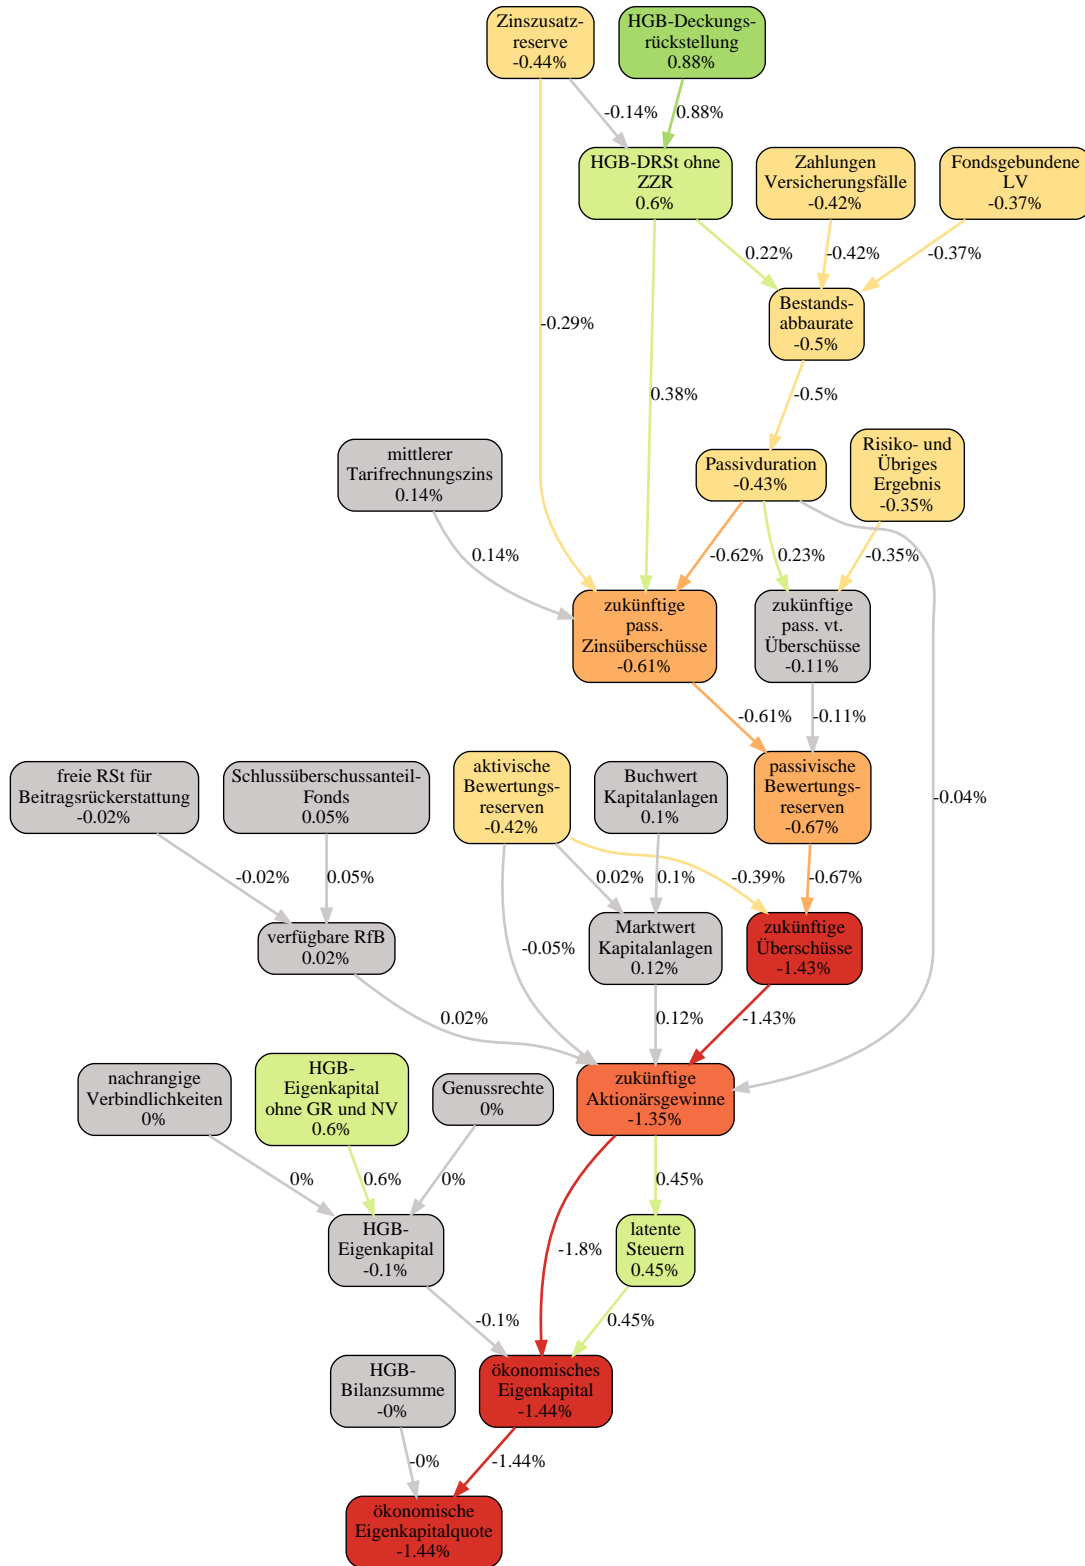 Zinszusatz-
reserve
-0.44%
HGB-Deckungs-
rückstellung
0.88%
-0.14%
0.88%
HGB-DRSt ohne
ZZR
0.6%
Zahlungen
Versicherungsfälle
-0.42%
Fondsgebundene
LV
-0.37%
0.22%
-0.42%
-0.37%
Bestands-
abbaurate
-0.5%
-0.29%
0.38%
-0.5%
mittlerer
Tarifrechnungszins
0.14%
Passivduration
-0.43%
Risiko- und
Übriges
Ergebnis
-0.35%
0.14%
-0.62%
0.23%
-0.35%
zukünftige
pass.
Zinsüberschüsse
-0.61%
zukünftige
pass. vt.
Überschüsse
-0.11%
-0.61%
-0.11%
freie RSt für
Beitragsrückerstattung
-0.02%
Schlussüberschussanteil-
Fonds
0.05%
aktivische
Bewertungs-
reserven
-0.42%
Buchwert
Kapitalanlagen
0.1%
passivische
Bewertungs-
reserven
-0.67%
-0.04%
-0.02%
0.05%
0.02%
0.1%
-0.39%
-0.67%
verfügbare RfB
0.02%
-0.05%
Marktwert
Kapitalanlagen
0.12%
zukünftige
Überschüsse
-1.43%
0.02%
0.12%
-1.43%
nachrangige
Verbindlichkeiten
0%
HGB-
Eigenkapital
ohne GR und NV
0.6%
Genussrechte
0%
zukünftige
Aktionärsgewinne
-1.35%
0%
0.6%
0%
0.45%
HGB-
Eigenkapital
-0.1%
-1.8%
latente
Steuern
0.45%
-0.1%
0.45%
HGB-
Bilanzsumme
-0%
ökonomisches
Eigenkapital
-1.44%
-0%
-1.44%
ökonomische
Eigenkapitalquote
-1.44%